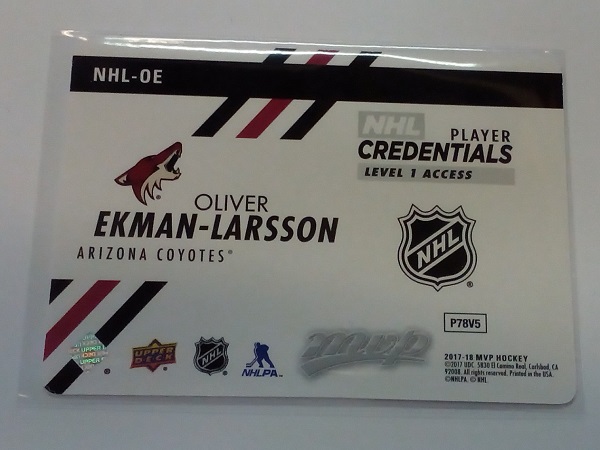 NHL-OE
NHL PLAYER
CREDENTIALS
LEVEL 1 ACCESS
OLIVER
EKMAN-LARSSON
ARIZONA COYOTES®
NHL
®
P78V5
UPPER DECK
NHL
NHLPA
mvp
2017-18 MVP HOCKEY
©2017 UDC. 5830 El Camino Real, Carlsbad, CA
92008. All rights reserved. Printed in the USA.
©NHLPA. © NHL.